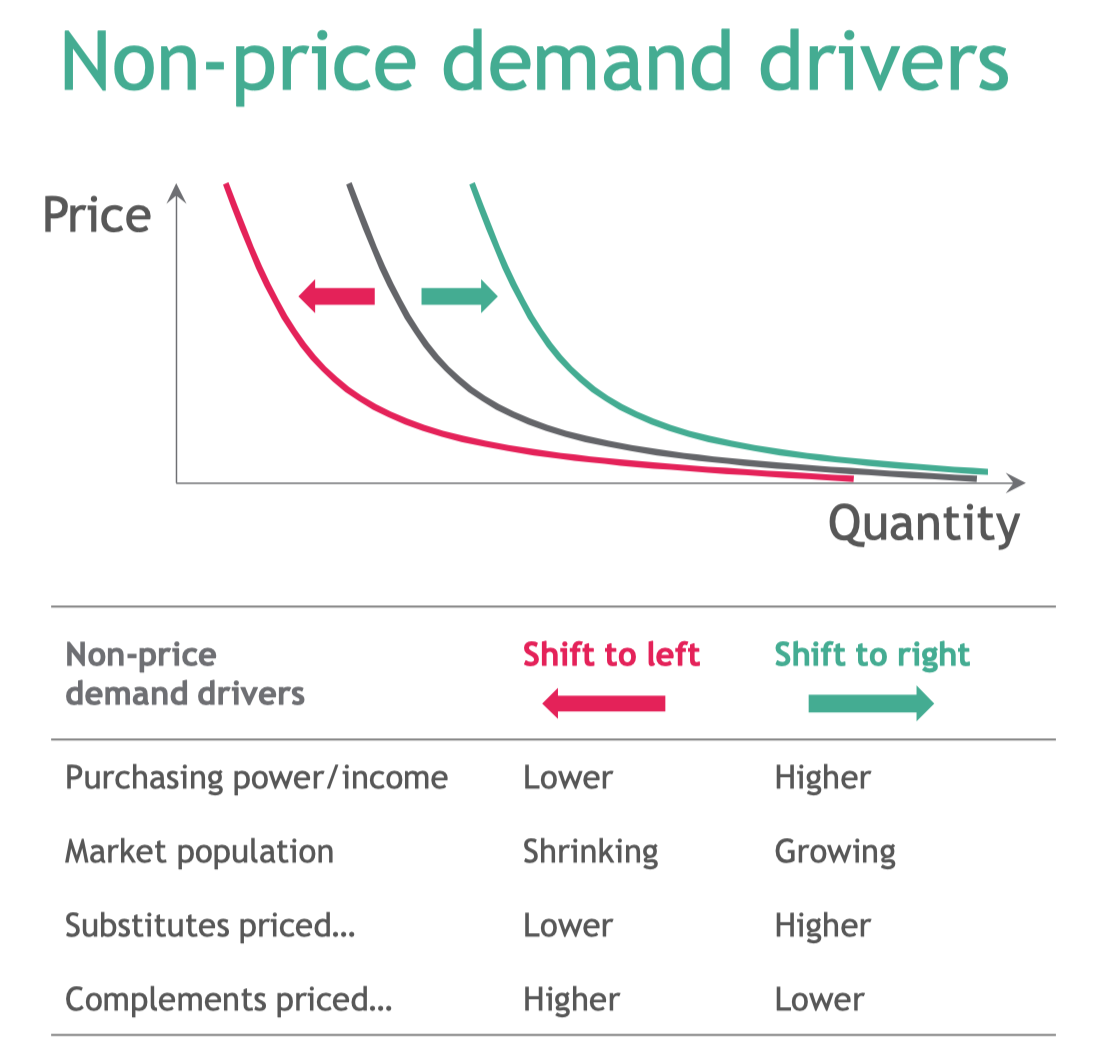 Non-price demand drivers
Price
Quantity
Non-price
demand drivers
Shift to left
Shift to right
Purchasing power/income Lower Higher
Market population Shrinking Growing
Substitutes priced... Lower Higher
Complements priced... Higher Lower